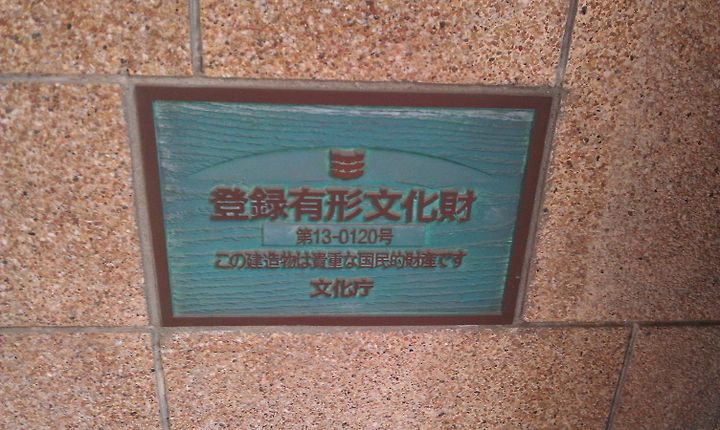 登録有形文化財
第13-0120号
この建造物は貴重な国民的財産です
文化庁